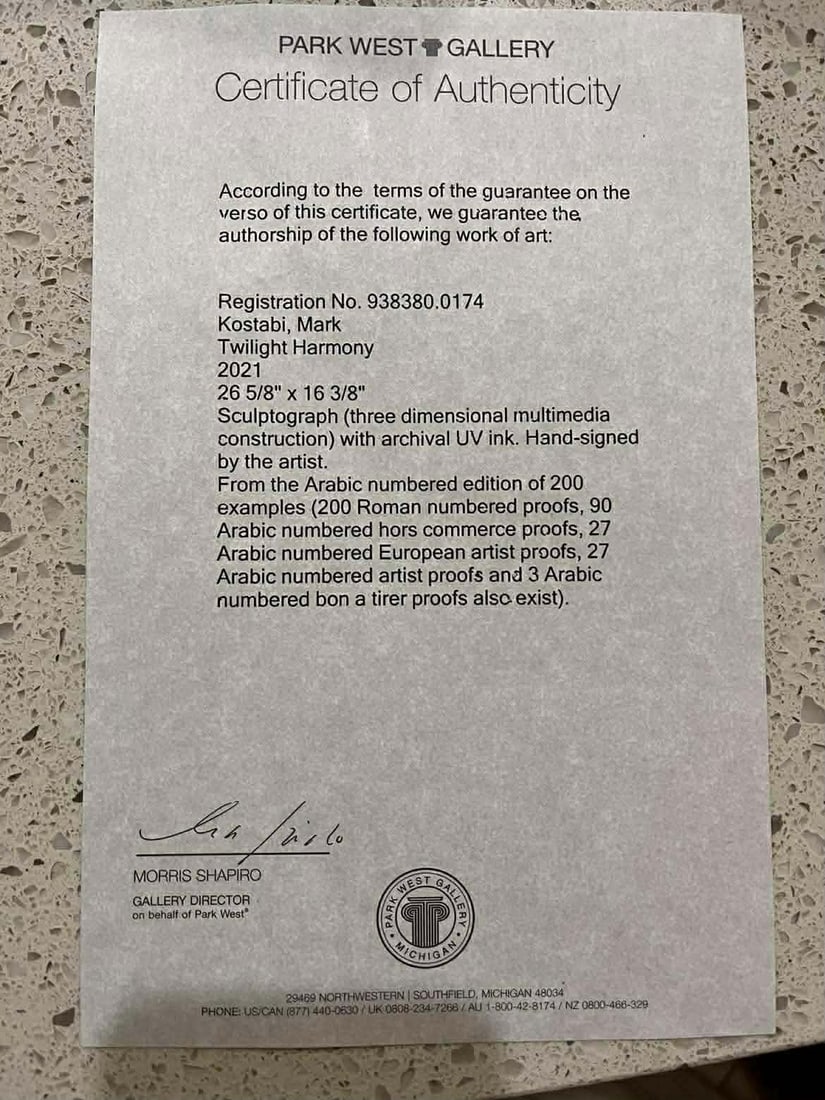 PARK WEST GALLERY
Certificate of Authenticity
According to the terms of the guarantee on the
verso of this certificate, we guarantee the
authorship of the following work of art:
Registration No. 938380.0174
Kostabi, Mark
Twilight Harmony
2021
26 5/8" x 16 3/8"
Sculptograph (three dimensional multimedia
construction) with archival UV ink. Hand-signed
by the artist.
From the Arabic numbered edition of 200
examples (200 Roman numbered proofs, 90
Arabic numbered hors commerce proofs, 27
Arabic numbered European artist proofs, 27
Arabic numbered artist proofs and 3 Arabic
numbered bon a tirer proofs also exist).
MORRIS SHAPIRO
GALLERY DIRECTOR
on behalf of Park West®
PARK WEST GALLERY
• MICHIGAN •
29469 NORTHWESTERN | SOUTHFIELD, MICHIGAN 48034
PHONE: US/CAN (877) 440-0630 / UK 0808-234-7266 / AU 1-800-42-8174 / NZ 0800-466-329